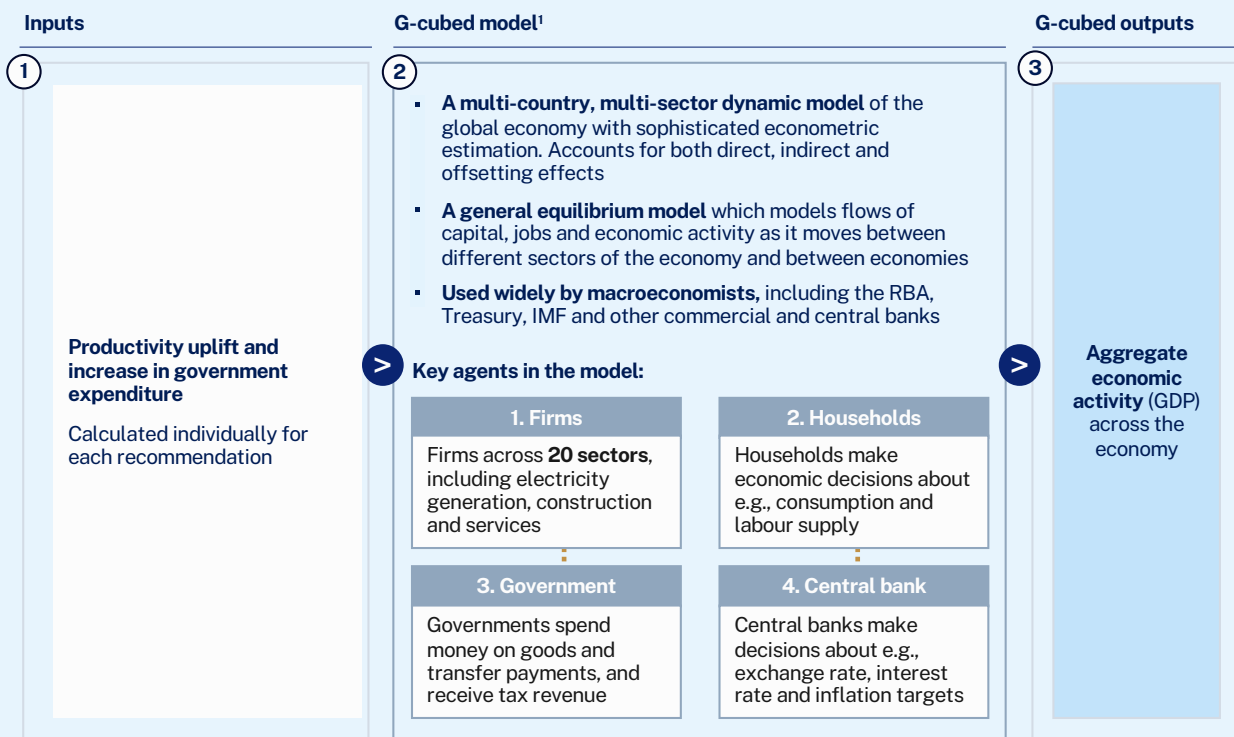 Inputs
G-cubed model¹
G-cubed outputs
1
2
3
Productivity uplift and
increase in government
expenditure
Calculated individually for
each recommendation
>
▪ A multi-country, multi-sector dynamic model of the
global economy with sophisticated econometric
estimation. Accounts for both direct, indirect and
offsetting effects
▪ A general equilibrium model which models flows of
capital, jobs and economic activity as it moves between
different sectors of the economy and between economies
▪ Used widely by macroeconomists, including the RBA,
Treasury, IMF and other commercial and central banks
Key agents in the model:
1. Firms
Firms across 20 sectors,
including electricity
generation, construction
and services
2. Households
Households make
economic decisions about
e.g., consumption and
labour supply
3. Government
Governments spend
money on goods and
transfer payments, and
receive tax revenue
4. Central bank
Central banks make
decisions about e.g.,
exchange rate, interest
rate and inflation targets
>
Aggregate
economic
activity (GDP)
across the
economy